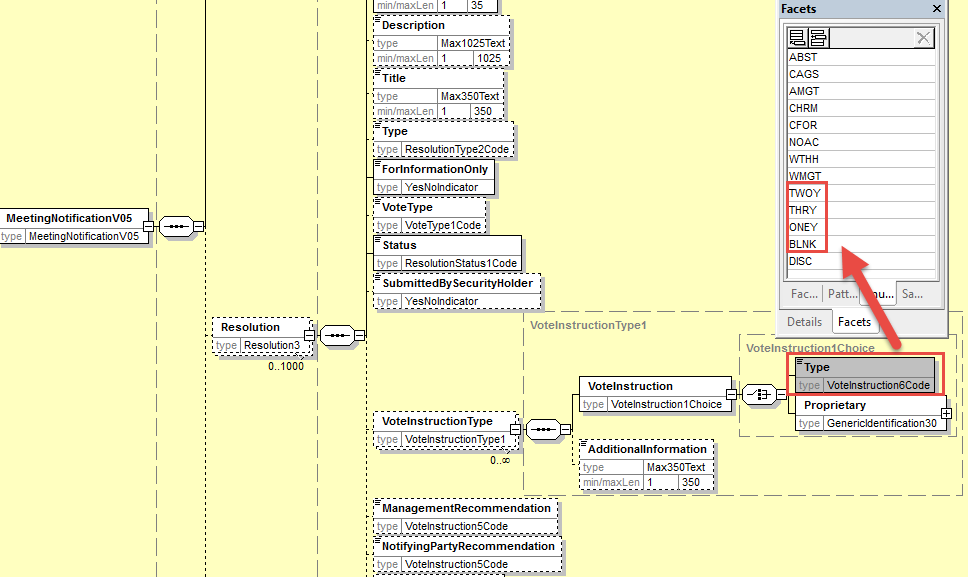 min/maxLen 1 35
Description
type Max1025Text
min/maxLen 1 1025
Title
type Max350Text
min/maxLen 1 350
Type
type ResolutionType2Code
ForInformationOnly
type YesNoIndicator
VoteType
type VoteType1Code
Status
type ResolutionStatus1Code
SubmittedBySecurityHolder
type YesNoIndicator
MeetingNotificationV05
type MeetingNotificationV05
Resolution
type Resolution3
0..1000
VoteInstructionType
type VoteInstructionType1
0..∞
VoteInstructionType1
VoteInstruction
type VoteInstruction1Choice
AdditionalInformation
type Max350Text
min/maxLen 1 350
VoteInstruction1Choice
Type
type VoteInstruction6Code
Proprietary
type GenericIdentification30
ManagementRecommendation
type VoteInstruction5Code
NotifyingPartyRecommendation
type VoteInstruction5Code
Facets
ABST
CAGS
AMGT
CHRM
CFOR
NOAC
WTHH
WMGT
TWOY
THRY
ONEY
BLNK
DISC
Fac... Patt... Sa...
Details Facets